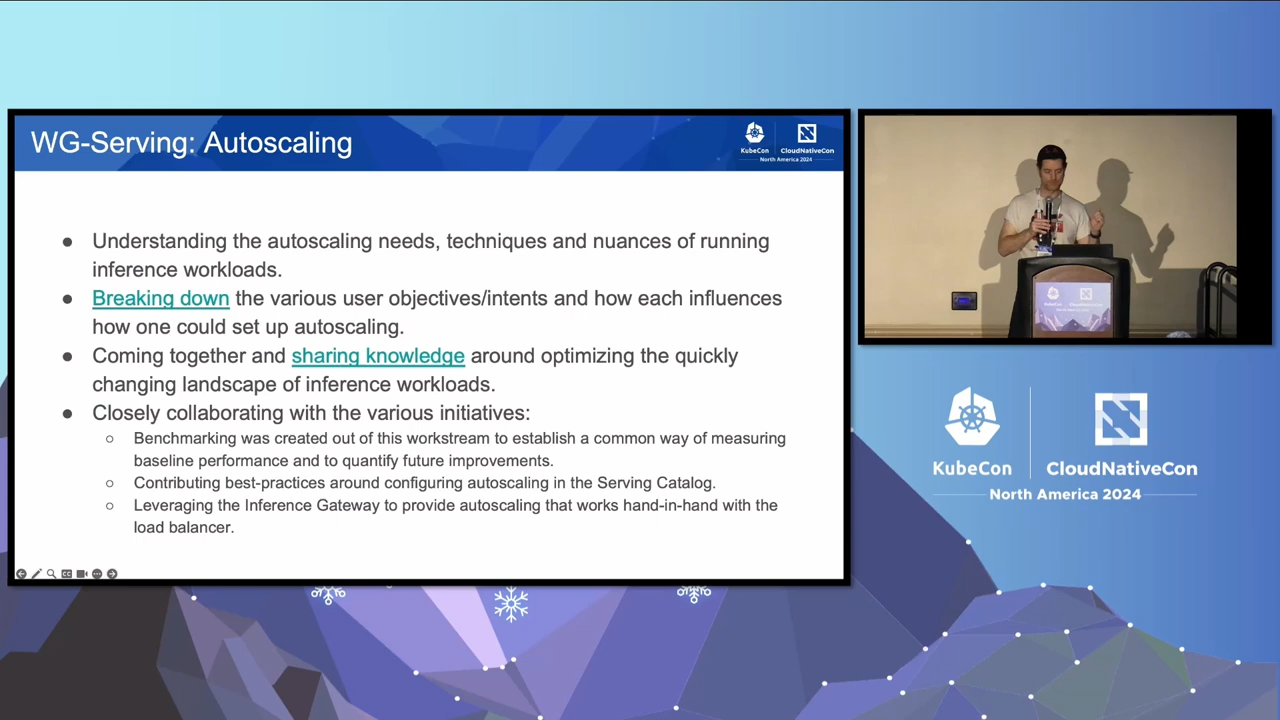 WG-Serving: Autoscaling
KubeCon
CloudNativeCon
North America 2024
● Understanding the autoscaling needs, techniques and nuances of running
inference workloads.
● Breaking down the various user objectives/intents and how each influences
how one could set up autoscaling.
● Coming together and sharing knowledge around optimizing the quickly
changing landscape of inference workloads.
● Closely collaborating with the various initiatives:
○ Benchmarking was created out of this workstream to establish a common way of measuring
baseline performance and to quantify future improvements.
○ Contributing best-practices around configuring autoscaling in the Serving Catalog.
○ Leveraging the Inference Gateway to provide autoscaling that works hand-in-hand with the
load balancer.
KubeCon
CloudNativeCon
North America 2024